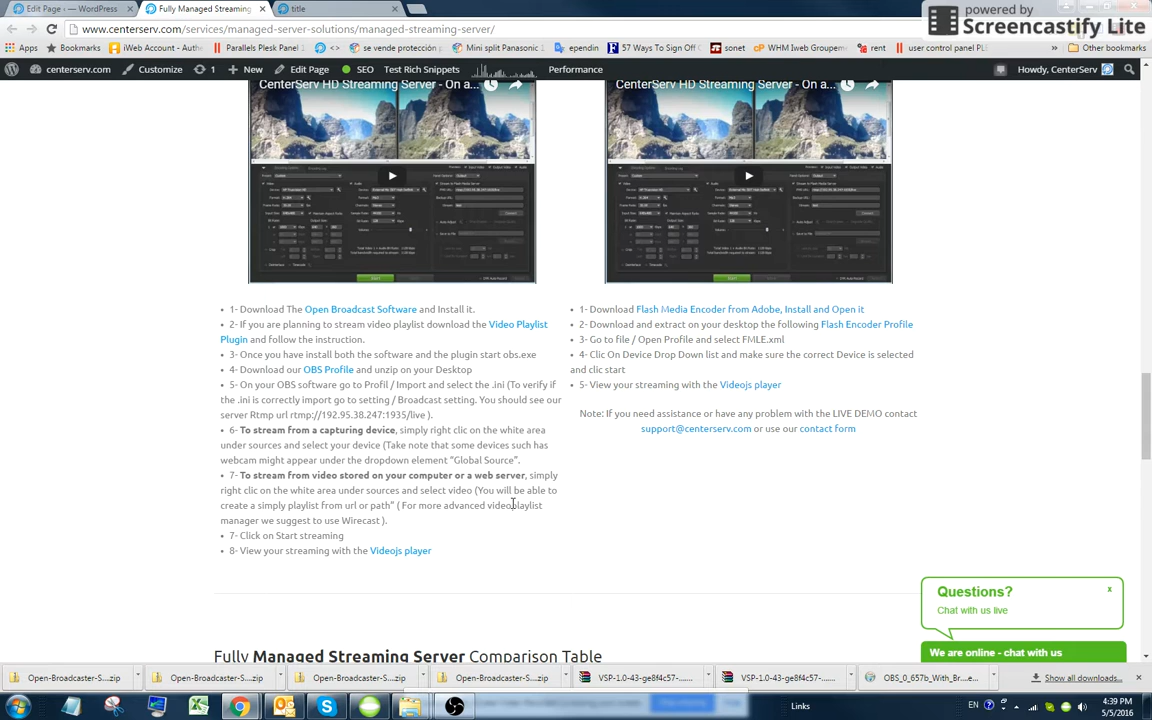 Edit Page ‹ — WordPress
Fully Managed Streaming
title
powered by
Screencastify Lite
www.centerserv.com/services/managed-server-solutions/managed-streaming-server/
Apps
Bookmarks
iWeb Account - Authe
Parallels Plesk Panel 1
<>
se vende protección p
Mini split Panasonic 1
ependin
57 Ways To Sign Off O
sonet
WHM Iweb Groupeme
rent
user control panel PLE
Other bookmarks
centerserv.com
Customize
1
New
Edit Page
SEO
Test Rich Snippets
Performance
Howdy, CenterServ
CenterServ HD Streaming Server - On a...
CenterServ HD Streaming Server - On a...
• 1- Download The Open Broadcast Software and Install it.
• 2- If you are planning to stream video playlist download the Video Playlist
Plugin and follow the instruction.
• 3- Once you have install both the software and the plugin start obs.exe
• 4- Download our OBS Profile and unzip on your Desktop
• 5- On your OBS software go to Profil / Import and select the .ini (To verify if
the .ini is correctly import go to setting / Broadcast setting. You should see our
server Rtmp url rtmp://192.95.38.247:1935/live ).
• 6- To stream from a capturing device, simply right clic on the white area
under sources and select your device (Take note that some devices such has
webcam might appear under the dropdown element “Global Source”.
• 7- To stream from video stored on your computer or a web server, simply
right clic on the white area under sources and select video (You will be able to
create a simply playlist from url or path” ( For more advanced video playlist
manager we suggest to use Wirecast ).
• 7- Click on Start streaming
• 8- View your streaming with the Videojs player
• 1- Download Flash Media Encoder from Adobe, Install and Open it
• 2- Download and extract on your desktop the following Flash Encoder Profile
• 3- Go to file / Open Profile and select FMLE.xml
• 4- Clic On Device Drop Down list and make sure the correct Device is selected
and clic start
• 5- View your streaming with the Videojs player
Note: If you need assistance or have any problem with the LIVE DEMO contact
support@centerserv.com or use our contact form
Questions?
x
Chat with us live
We are online - chat with us
Fully Managed Streaming Server Comparison Table
Open-Broadcaster-S....zip
Open-Broadcaster-S....zip
Open-Broadcaster-S....zip
Open-Broadcaster-S....zip
VSP-1.0-43-ge8f4c57-....
VSP-1.0-43-ge8f4c57-....
OBS_0_657b_With_Br....e
Show all downloads...
Links
EN
4:39 PM
5/5/2016